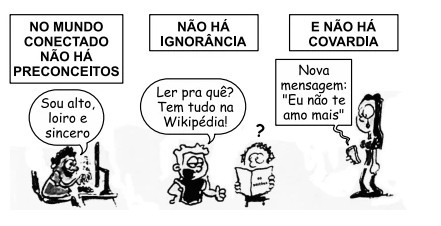 NO MUNDO
CONECTADO
NÃO HÁ
PRECONCEITOS
Sou alto,
loiro e
sincero
NÃO HÁ
IGNORÂNCIA
Ler pra quê?
Tem tudo na
Wikipédia!
?
E NÃO HÁ
COVARDIA
Nova
mensagem:
"Eu não te
amo mais"